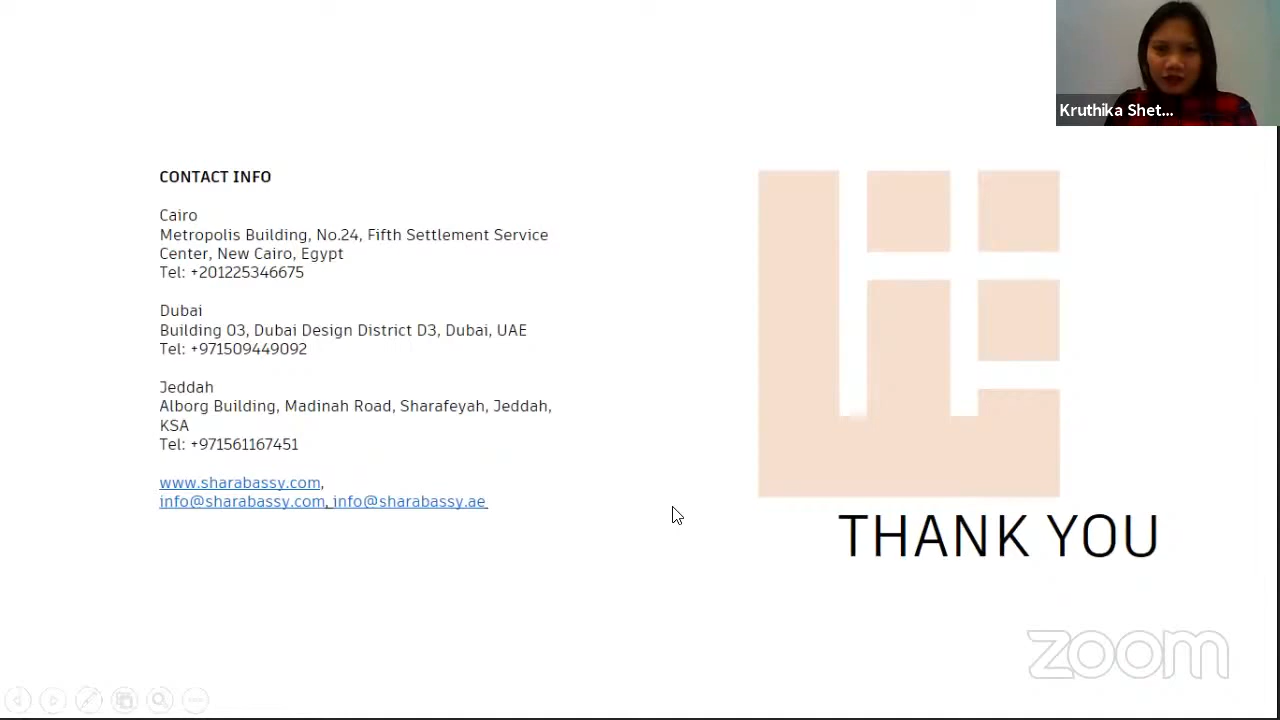 Kruthika Shet...
CONTACT INFO
Cairo
Metropolis Building, No.24, Fifth Settlement Service
Center, New Cairo, Egypt
Tel: +201225346675
Dubai
Building 03, Dubai Design District D3, Dubai, UAE
Tel: +971509449092
Jeddah
Alborg Building, Madinah Road, Sharafeyah, Jeddah,
KSA
Tel: +971561167451
www.sharabassy.com,
info@sharabassy.com, info@sharabassy.ae
THANK YOU
zoom